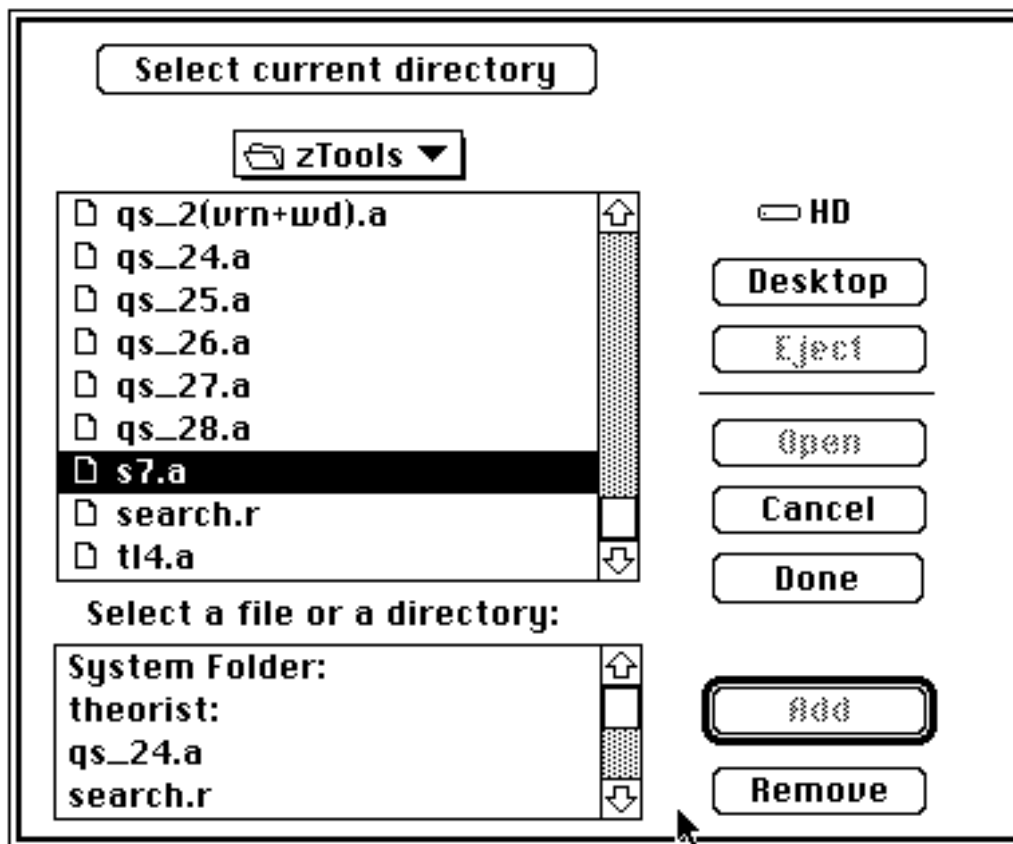 Select current directory
zTools
qs_2(vrn+wd).a
qs_24.a
qs_25.a
qs_26.a
qs_27.a
qs_28.a
s7.a
search.r
tl4.a
HD
Desktop
Eject
Open
Cancel
Done
Select a file or a directory:
System Folder:
theorist:
qs_24.a
search.r
Add
Remove